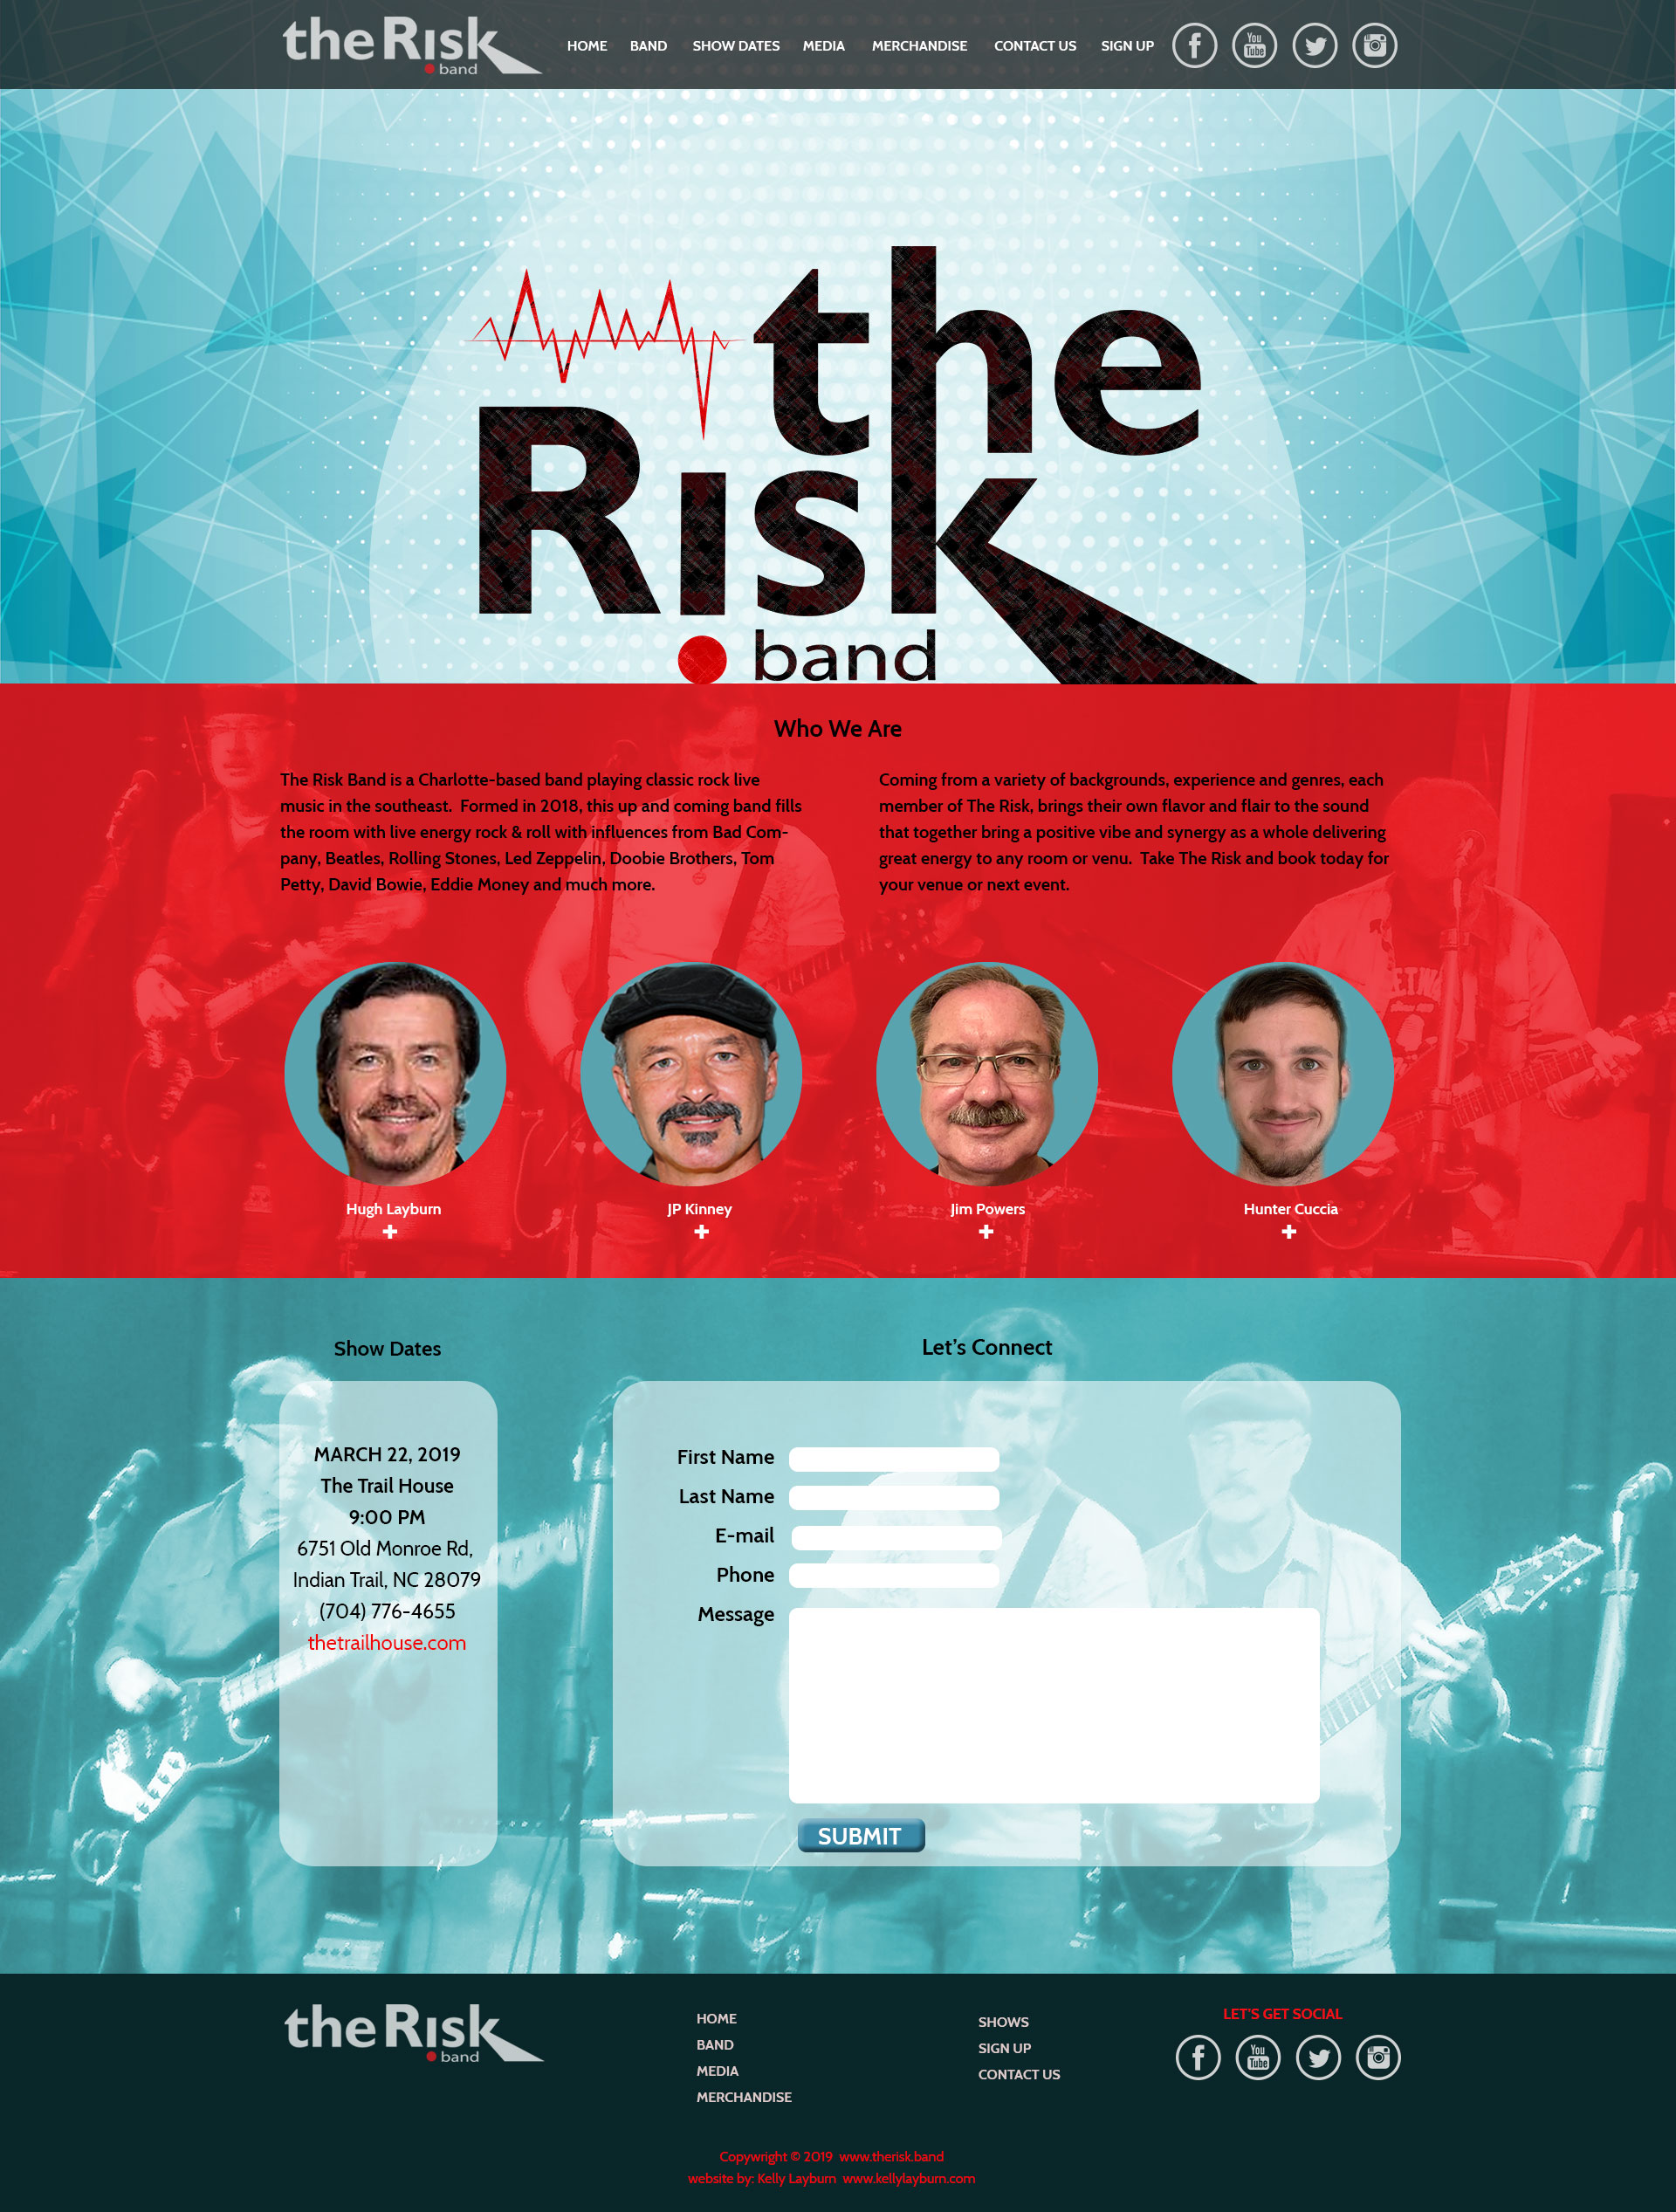 the Risk
band
HOME BAND SHOW DATES MEDIA MERCHANDISE CONTACT US SIGN UP
You
Tube
the
Risk
band
Who We Are
The Risk Band is a Charlotte-based band playing classic rock live
music in the southeast.  Formed in 2018, this up and coming band fills
the room with live energy rock & roll with influences from Bad Com-
pany, Beatles, Rolling Stones, Led Zeppelin, Doobie Brothers, Tom
Petty, David Bowie, Eddie Money and much more.
Coming from a variety of backgrounds, experience and genres, each
member of The Risk, brings their own flavor and flair to the sound
that together bring a positive vibe and synergy as a whole delivering
great energy to any room or venu.  Take The Risk and book today for
your venue or next event.
Hugh Layburn
JP Kinney
Jim Powers
Hunter Cuccia
Show Dates
MARCH 22, 2019
The Trail House
9:00 PM
6751 Old Monroe Rd,
Indian Trail, NC 28079
(704) 776-4655
thetrailhouse.com
Let's Connect
First Name
Last Name
E-mail
Phone
Message
SUBMIT
the Risk
band
HOME
BAND
MEDIA
MERCHANDISE
SHOWS
SIGN UP
CONTACT US
LET'S GET SOCIAL
You
Tube
Copywright © 2019  www.therisk.band
website by: Kelly Layburn  www.kellylayburn.com